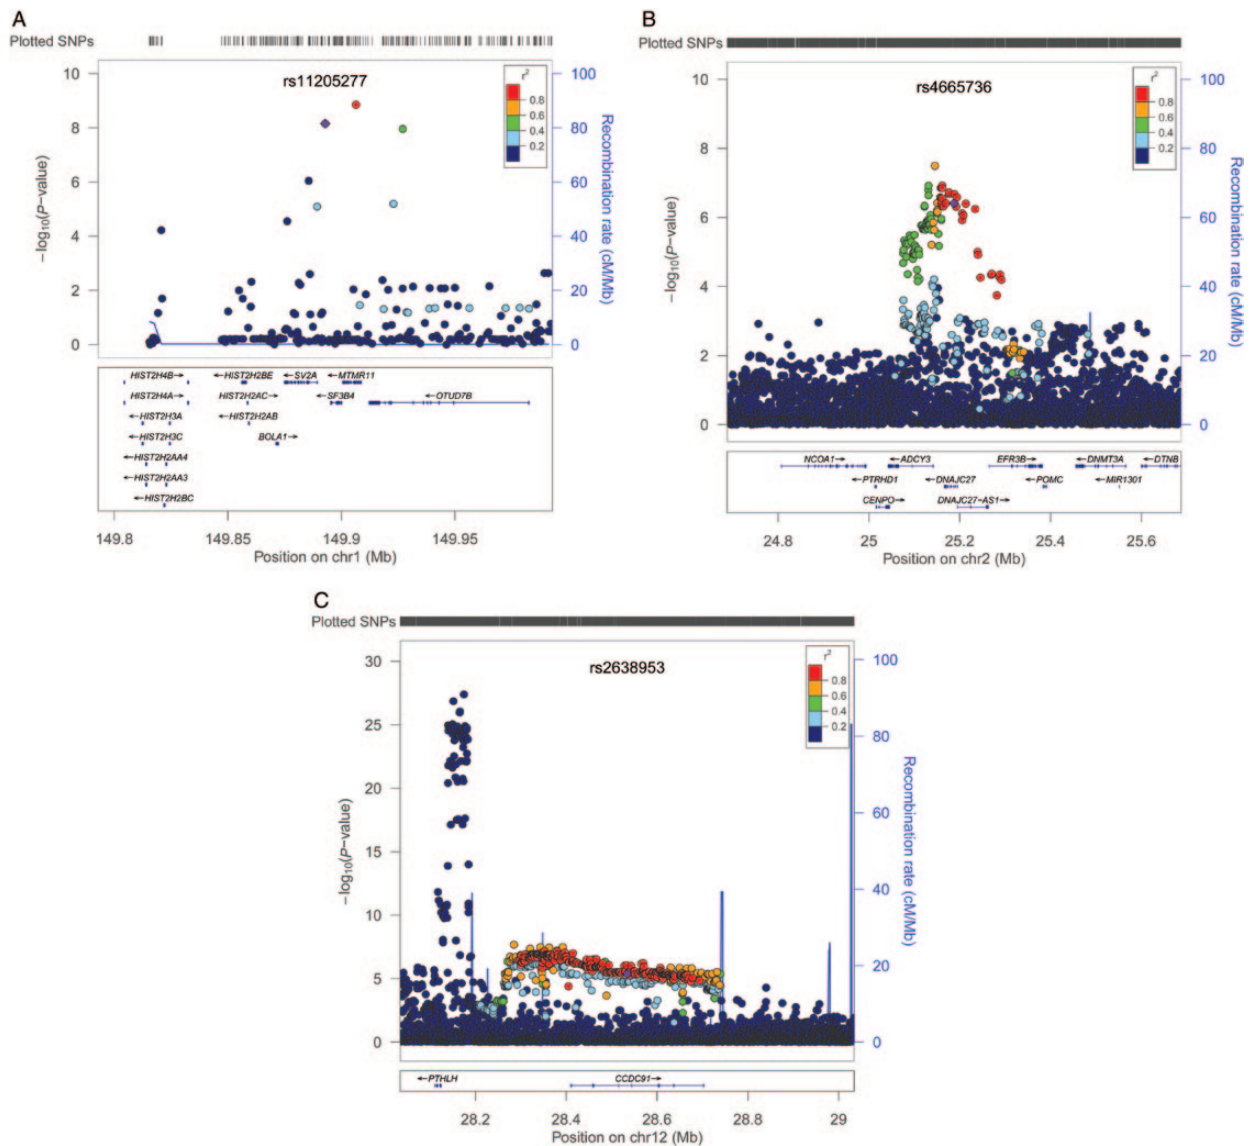 A
Plotted SNPs
rs11205277
r²
0.8
0.6
0.4
0.2
10
8
6
4
2
0
100
80
60
40
20
0
−log₁₀(P−value)
Recombination rate (cM/Mb)
HIST2H4B→ ←HIST2H2BE ←SV2A ←MTMR11
HIST2H4A→ HIST2H2AC→ ←SF3B4 ←OTUD7B
←HIST2H3A ←HIST2H2AB
←HIST2H3C BOLA1→
←HIST2H2AA4
←HIST2H2AA3
←HIST2H2BC
149.8 149.85 149.9 149.95
Position on chr1 (Mb)
B
Plotted SNPs
rs4665736
r²
0.8
0.6
0.4
0.2
10
8
6
4
2
0
100
80
60
40
20
0
−log₁₀(P−value)
Recombination rate (cM/Mb)
NCOA1→ ←ADCY3 EFR3B→ ←DNMT3A ←DTNB
←PTRHD1 ←DNAJC27 ←POMC ←MIR1301
CENPO→ DNAJC27−AS1→
24.8 25 25.2 25.4 25.6
Position on chr2 (Mb)
C
Plotted SNPs
rs2638953
r²
0.8
0.6
0.4
0.2
30
25
20
15
10
5
0
100
80
60
40
20
0
−log₁₀(P−value)
Recombination rate (cM/Mb)
←PTHLH CCDC91→
28.2 28.4 28.6 28.8 29
Position on chr12 (Mb)